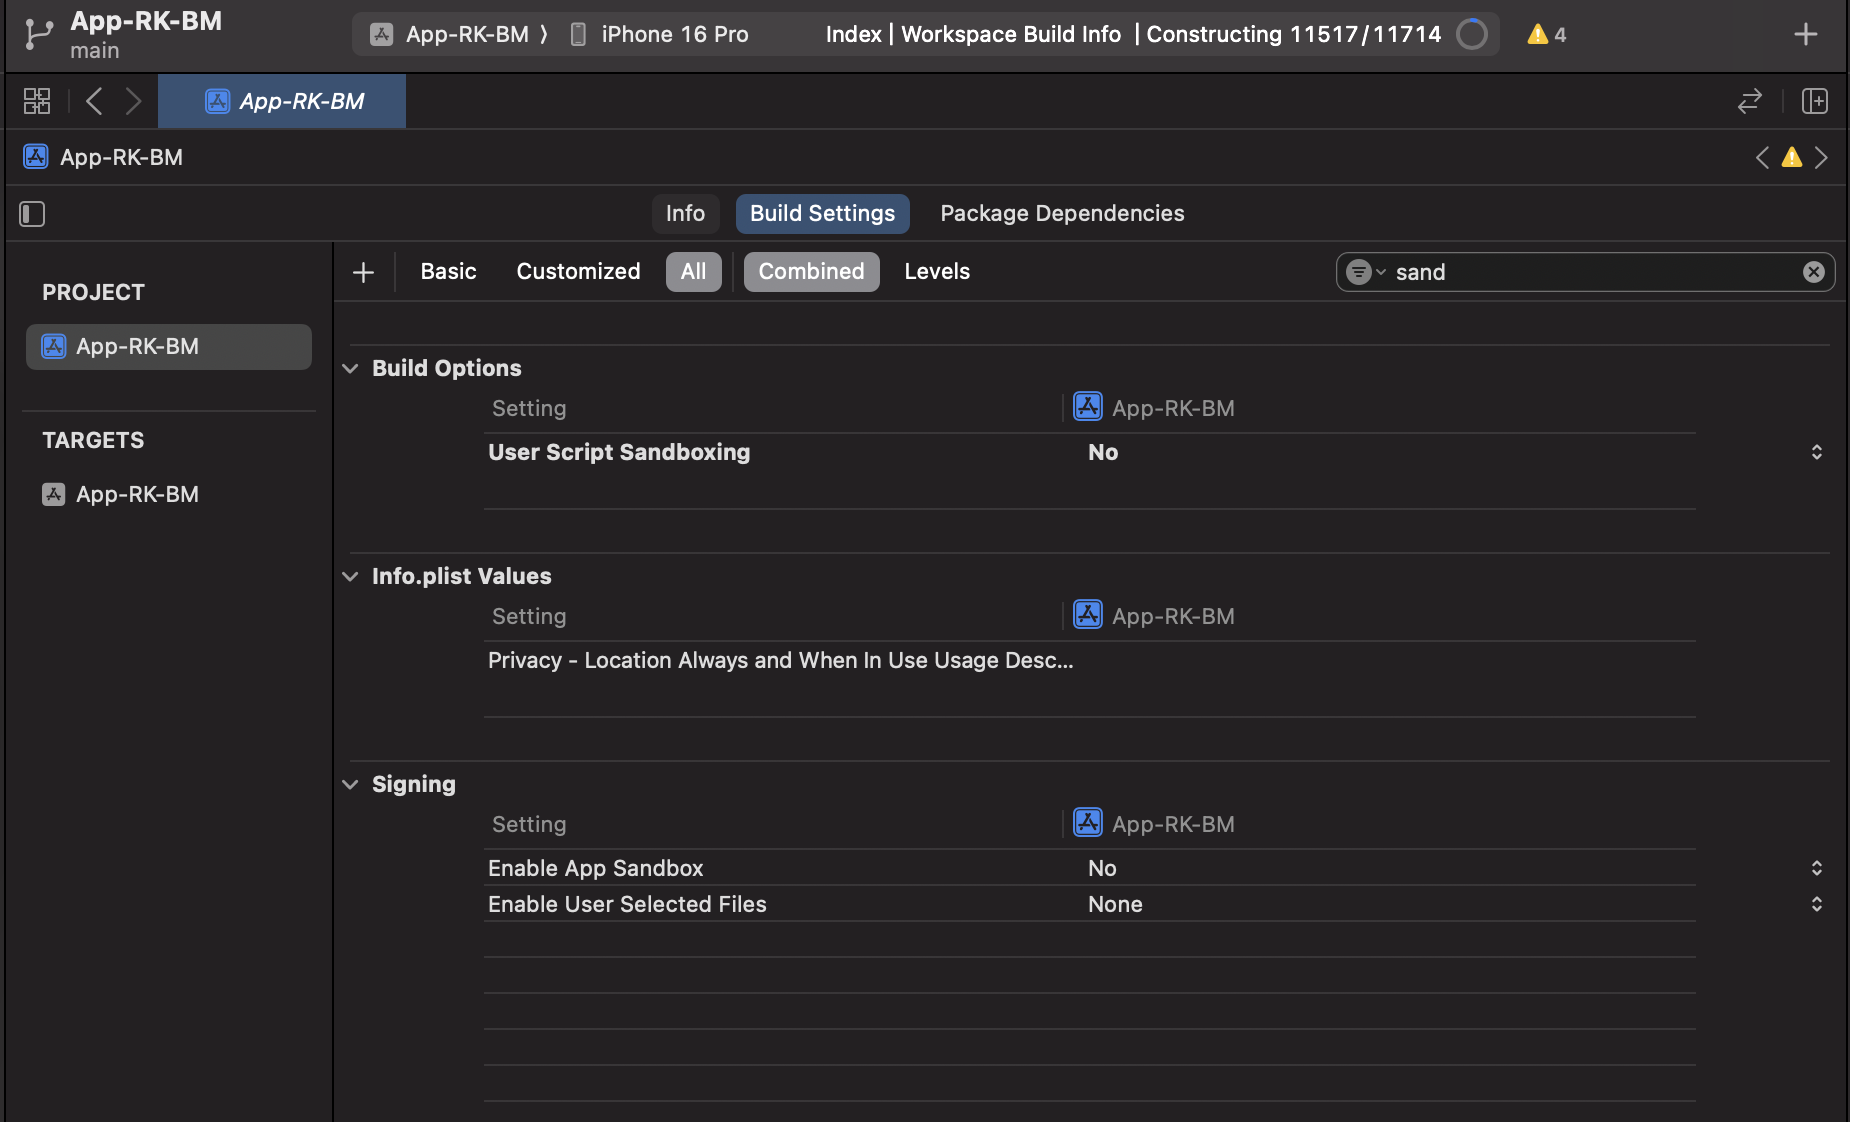 App-RK-BM
main
App-RK-BM ⟩ iPhone 16 Pro
Index | Workspace Build Info | Constructing 11517/11714
4
App-RK-BM
App-RK-BM
Info Build Settings Package Dependencies
PROJECT
App-RK-BM
TARGETS
App-RK-BM
Basic Customized All Combined Levels
sand
Build Options
Setting App-RK-BM
User Script Sandboxing No
Info.plist Values
Setting App-RK-BM
Privacy - Location Always and When In Use Usage Desc...
Signing
Setting App-RK-BM
Enable App Sandbox No
Enable User Selected Files None